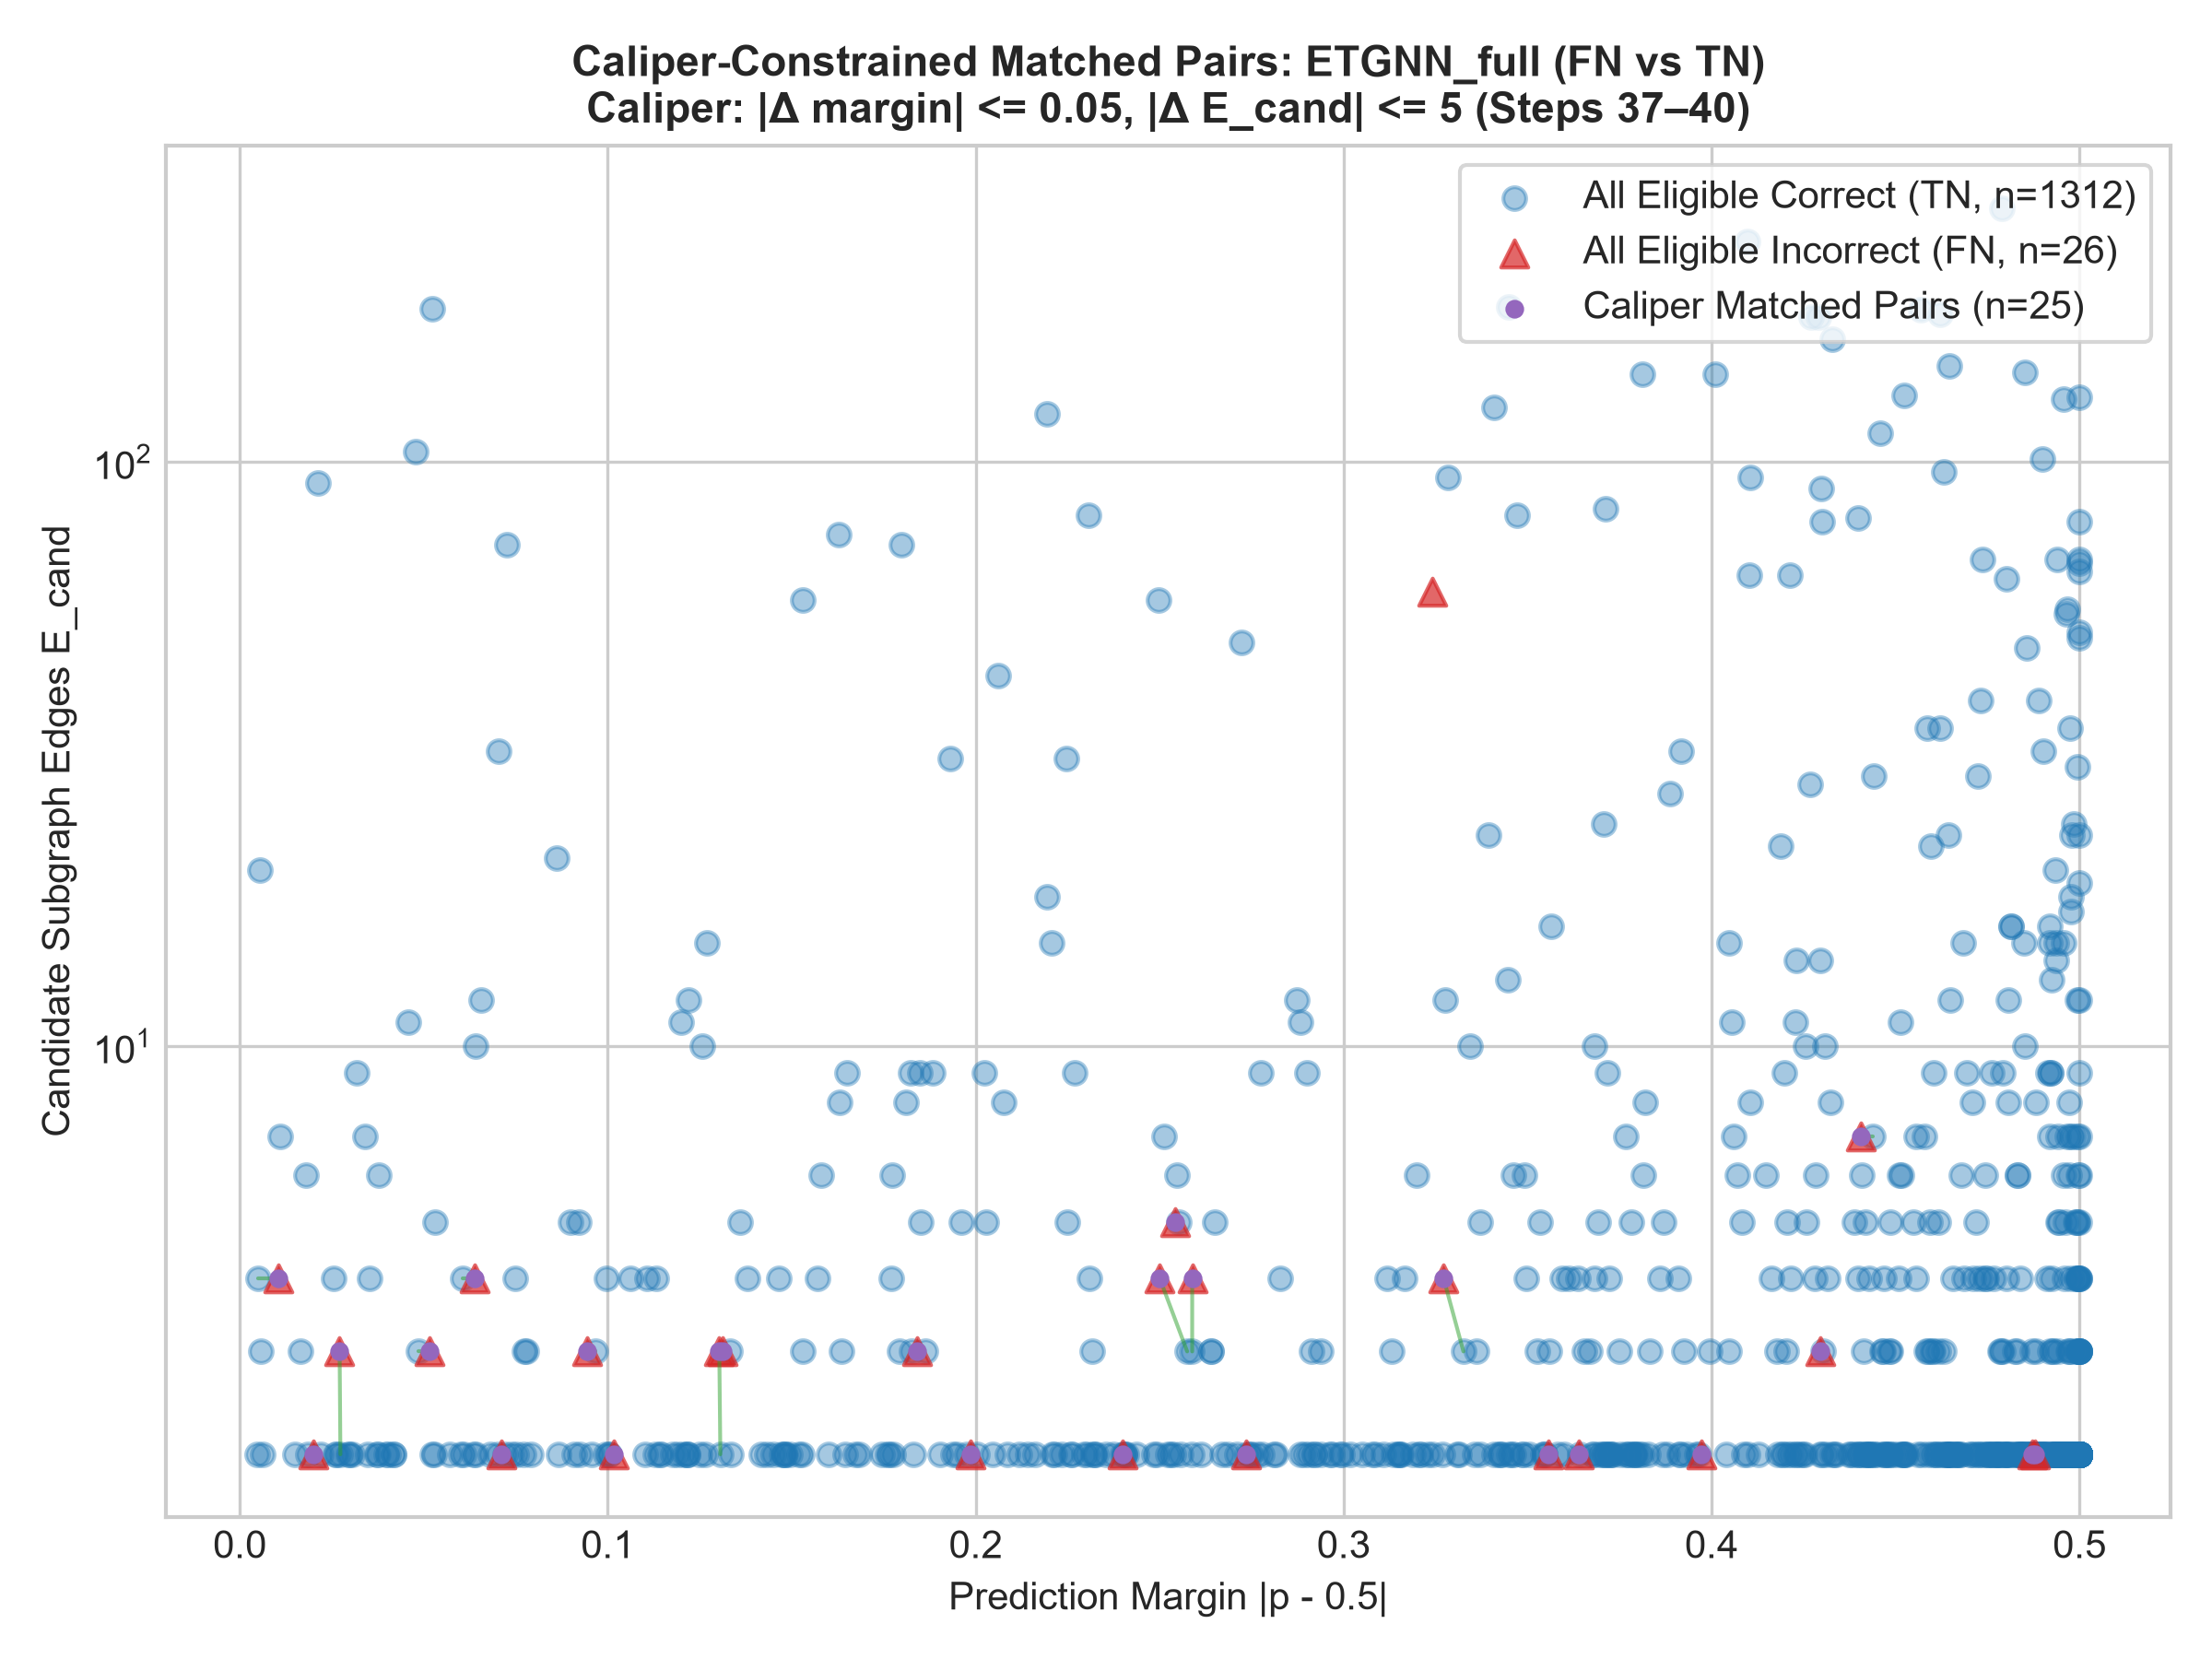 Caliper-Constrained Matched Pairs: ETGNN_full (FN vs TN)
Caliper: |Δ margin| <= 0.05, |Δ E_cand| <= 5 (Steps 37–40)
All Eligible Correct (TN, n=1312)
All Eligible Incorrect (FN, n=26)
Caliper Matched Pairs (n=25)
Candidate Subgraph Edges E_cand
10²
10¹
0.0 0.1 0.2 0.3 0.4 0.5
Prediction Margin |p - 0.5|